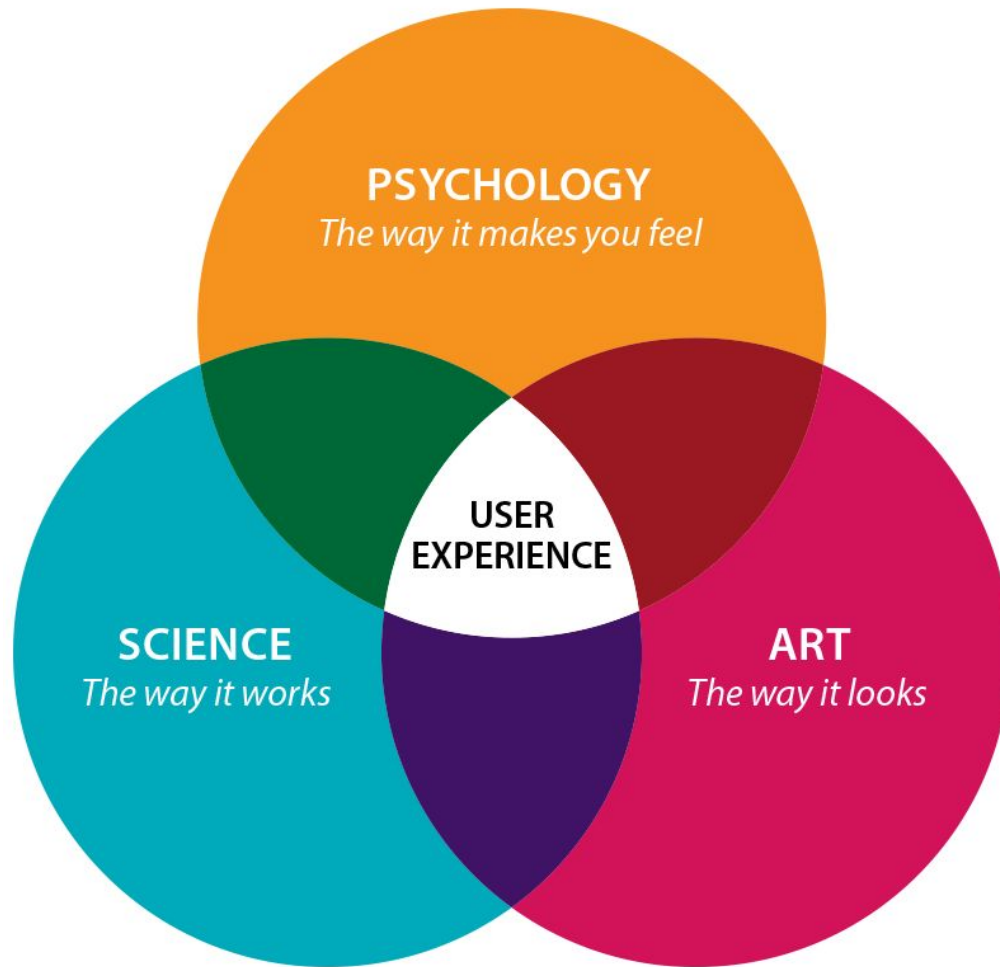 PSYCHOLOGY
The way it makes you feel
USER
EXPERIENCE
SCIENCE
The way it works
ART
The way it looks